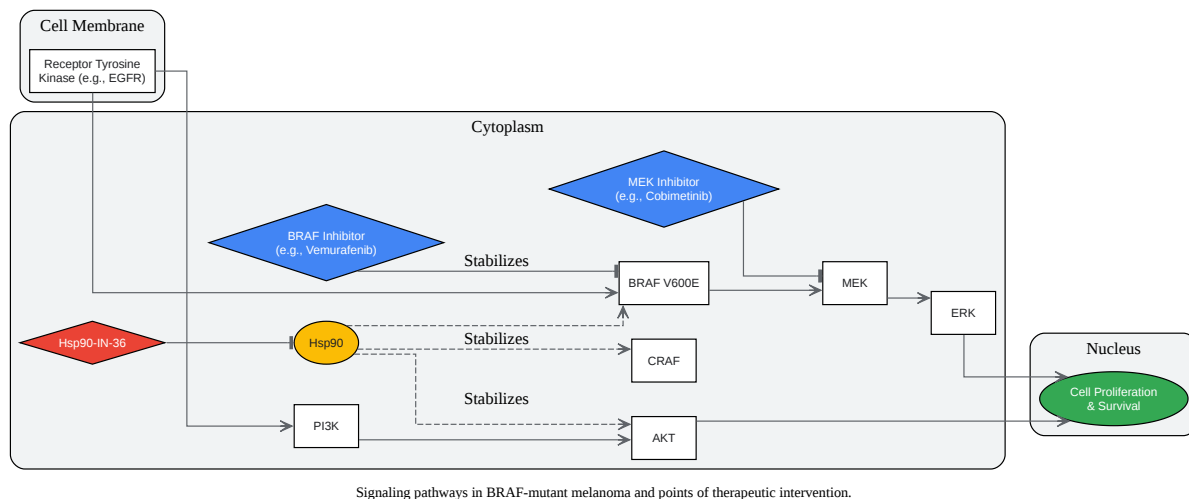 Cell Membrane
Receptor Tyrosine
Kinase (e.g., EGFR)
Cytoplasm
MEK Inhibitor
(e.g., Cobimetinib)
BRAF Inhibitor
(e.g., Vemurafenib)
Stabilizes
BRAF V600E
MEK
ERK
Hsp90-IN-36
Hsp90
Stabilizes
CRAF
Nucleus
Cell Proliferation
& Survival
Stabilizes
PI3K
AKT
Signaling pathways in BRAF-mutant melanoma and points of therapeutic intervention.